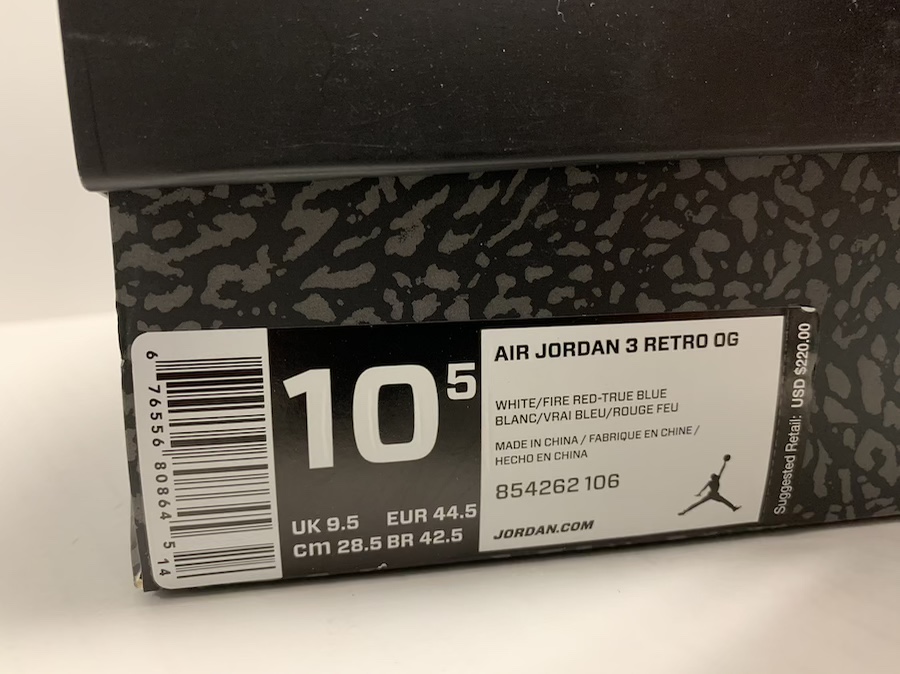 6 76556 80864 5 14
10⁵
UK 9.5 EUR 44.5
cm 28.5 BR 42.5
AIR JORDAN 3 RETRO OG
WHITE/FIRE RED-TRUE BLUE
BLANC/VRAI BLEU/ROUGE FEU
MADE IN CHINA / FABRIQUE EN CHINE /
HECHO EN CHINA
854262 106
JORDAN.COM
Suggested Retail: USD $220.00